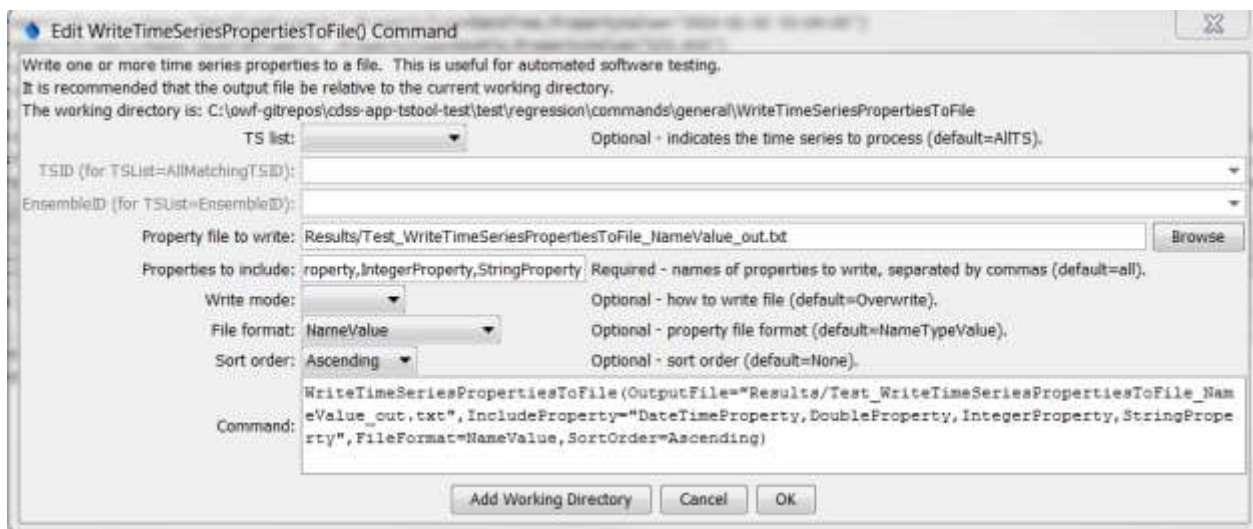 Edit WriteTimeSeriesPropertiesToFile() Command
Write one or more time series properties to a file. This is useful for automated software testing.
It is recommended that the output file be relative to the current working directory.
The working directory is: C:\owf-gitrepos\cdss-app-tstool-test\test\regression\commands\general\WriteTimeSeriesPropertiesToFile
TS list: Optional - indicates the time series to process (default=AllTS).
TSID (for TSList=AllMatchingTSID):
EnsembleID (for TSList=EnsembleID):
Property file to write: Results/Test_WriteTimeSeriesPropertiesToFile_NameValue_out.txt Browse
Properties to include: roperty,IntegerProperty,StringProperty Required - names of properties to write, separated by commas (default=all).
Write mode: Optional - how to write file (default=Overwrite).
File format: NameValue Optional - property file format (default=NameTypeValue).
Sort order: Ascending Optional - sort order (default=None).
Command:
WriteTimeSeriesPropertiesToFile(OutputFile="Results/Test_WriteTimeSeriesPropertiesToFile_Nam
eValue_out.txt",IncludeProperty="DateTimeProperty,DoubleProperty,IntegerProperty,StringPrope
rty",FileFormat=NameValue,SortOrder=Ascending)
Add Working Directory Cancel OK